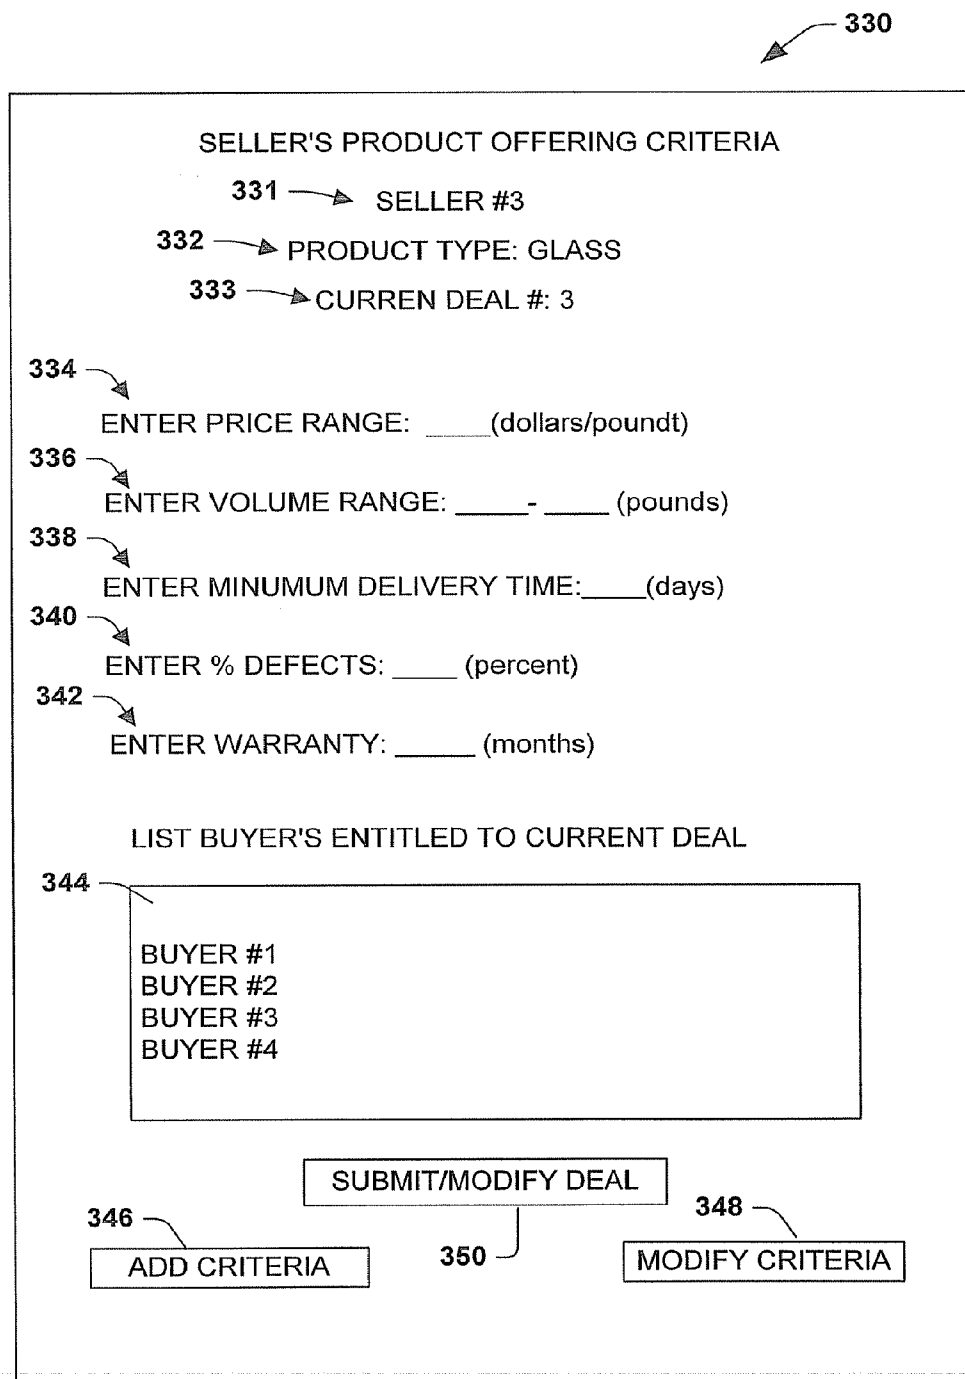 330
SELLER'S PRODUCT OFFERING CRITERIA
331 SELLER #3
332 PRODUCT TYPE: GLASS
333 CURREN DEAL #: 3
334
ENTER PRICE RANGE: ____(dollars/poundt)
336
ENTER VOLUME RANGE: _____- ____ (pounds)
338
ENTER MINUMUM DELIVERY TIME:____(days)
340
ENTER % DEFECTS: ____ (percent)
342
ENTER WARRANTY: _____ (months)
LIST BUYER'S ENTITLED TO CURRENT DEAL
344
BUYER #1
BUYER #2
BUYER #3
BUYER #4
SUBMIT/MODIFY DEAL
346 350 348
ADD CRITERIA MODIFY CRITERIA